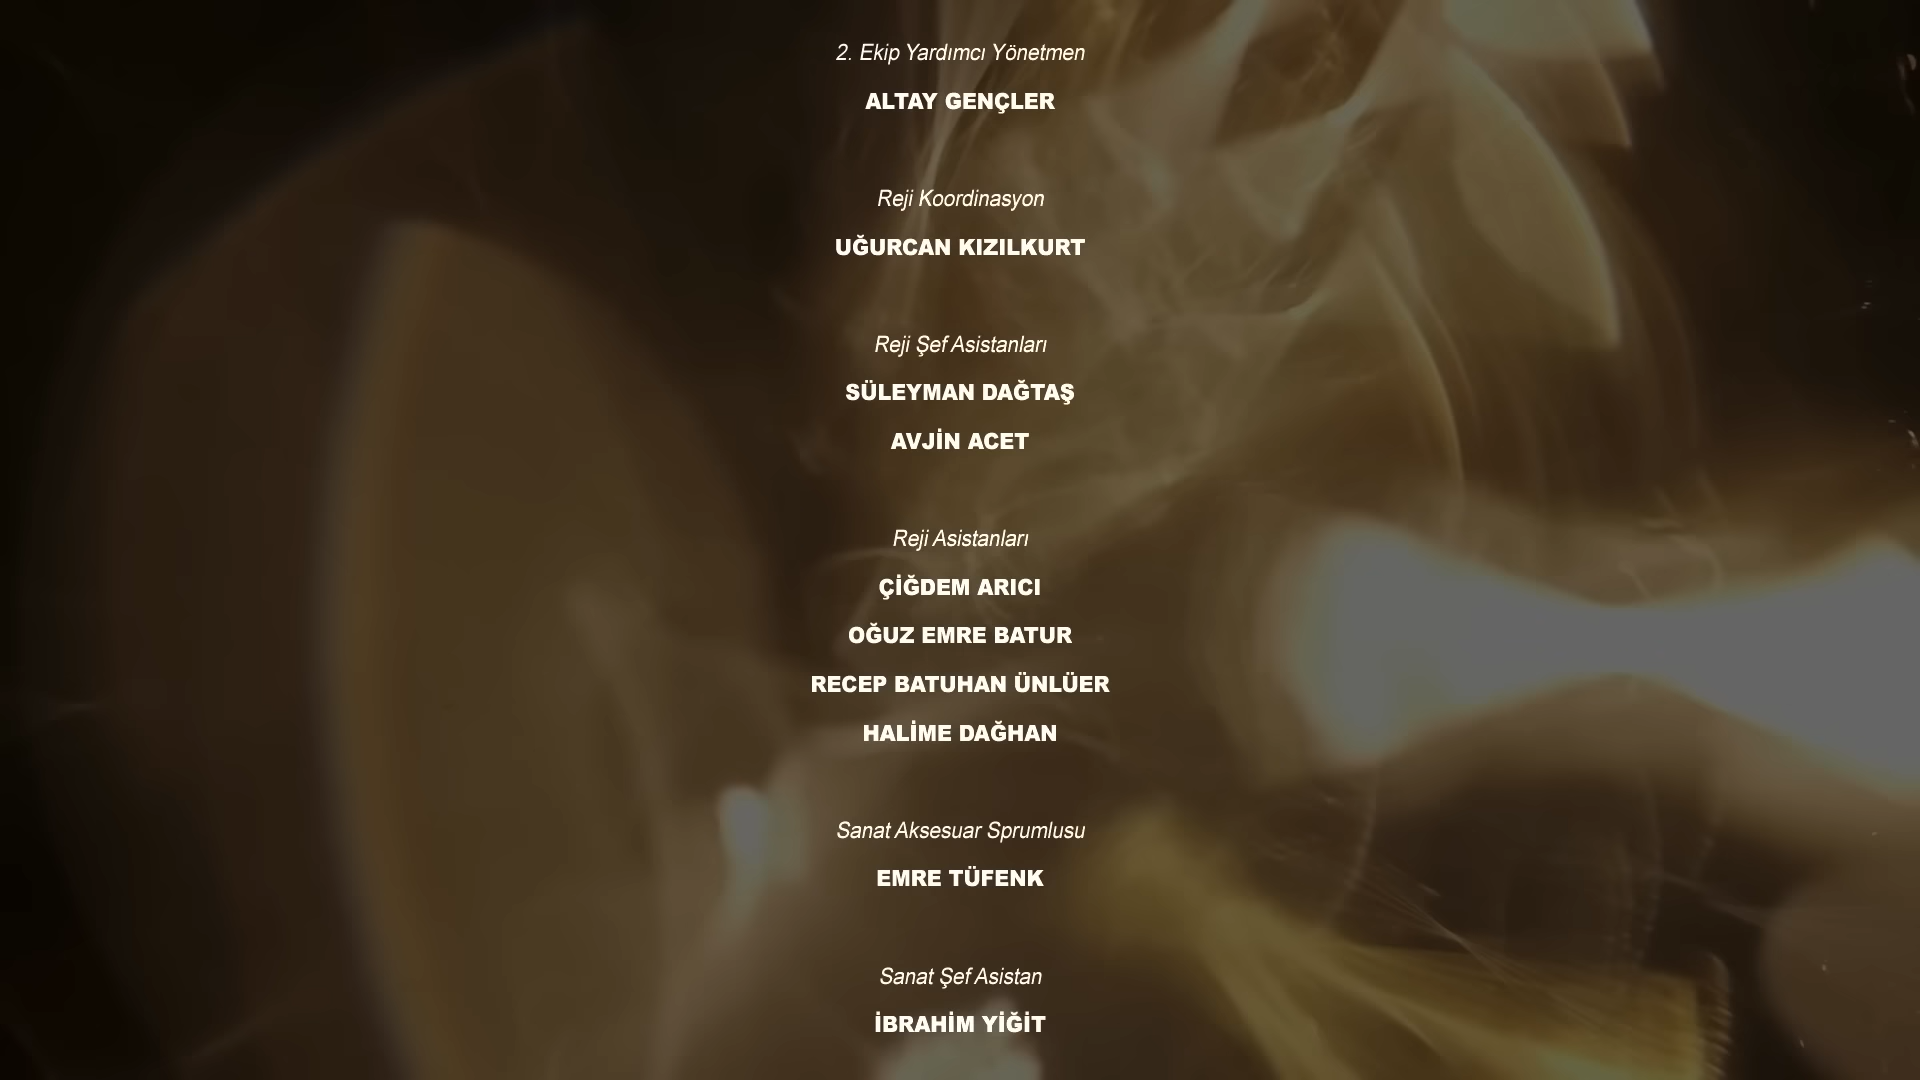 2. Ekip Yardımcı Yönetmen
ALTAY GENÇLER
Reji Koordinasyon
UĞURCAN KIZILKURT
Reji Şef Asistanları
SÜLEYMAN DAĞTAŞ
AVJİN ACET
Reji Asistanları
ÇİĞDEM ARICI
OĞUZ EMRE BATUR
RECEP BATUHAN ÜNLÜER
HALİME DAĞHAN
Sanat Aksesuar Sprumlusu
EMRE TÜFENK
Sanat Şef Asistan
İBRAHİM YİĞİT